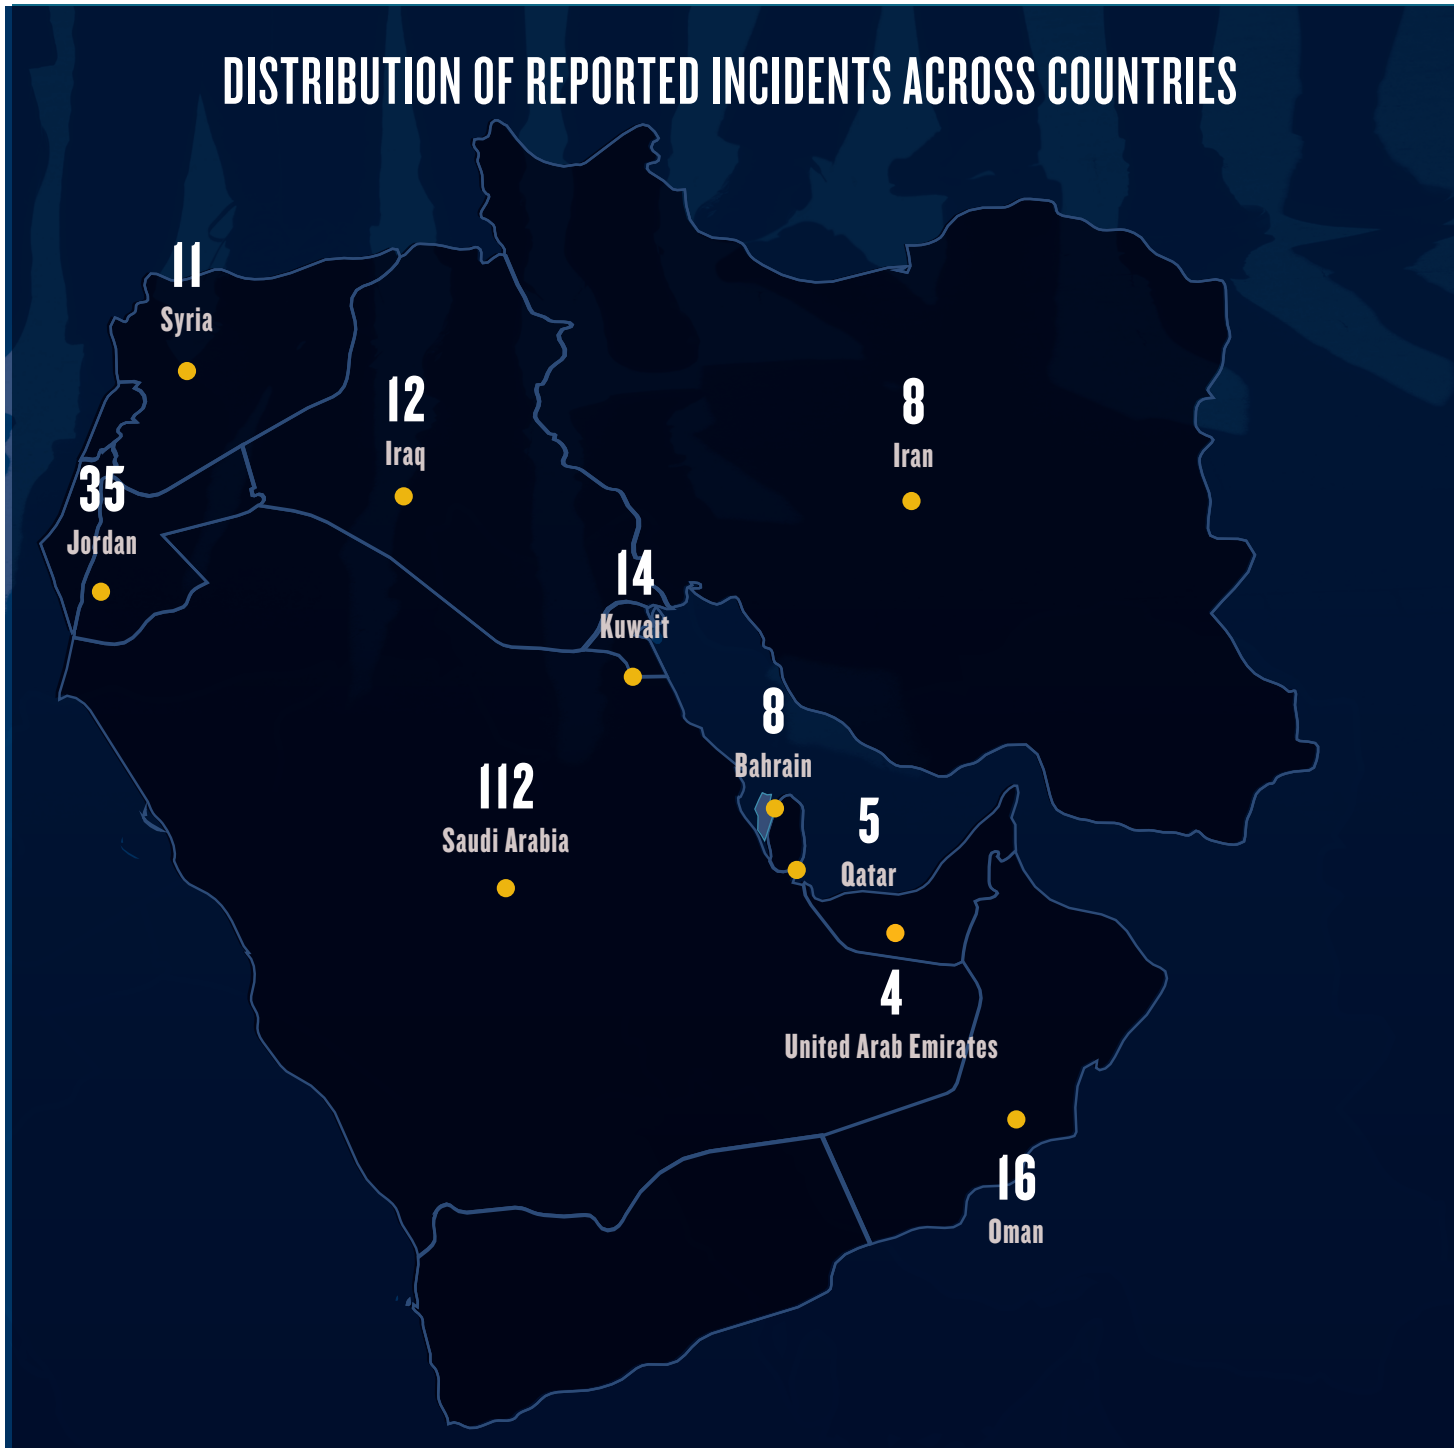 DISTRIBUTION OF REPORTED INCIDENTS ACROSS COUNTRIES
11
Syria
12
Iraq
8
Iran
35
Jordan
14
Kuwait
8
Bahrain
112
Saudi Arabia
5
Qatar
4
United Arab Emirates
16
Oman